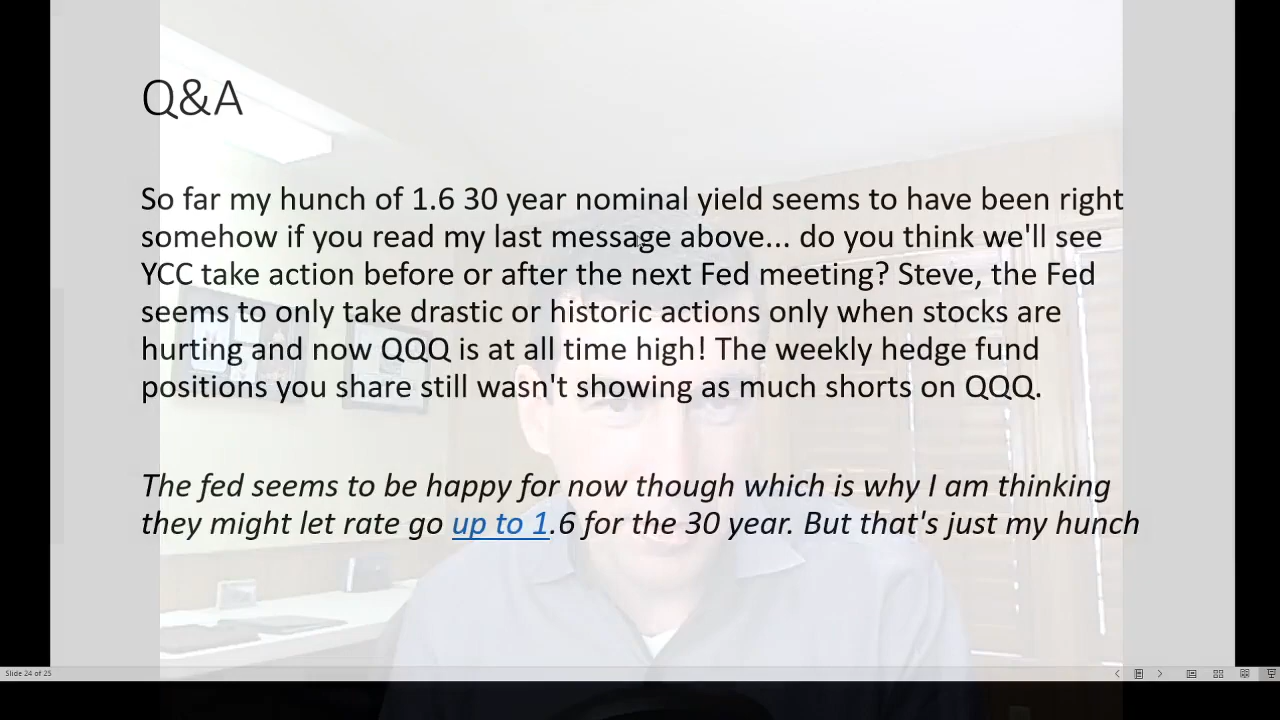 Q&A
So far my hunch of 1.6 30 year nominal yield seems to have been right
somehow if you read my last message above... do you think we'll see
YCC take action before or after the next Fed meeting? Steve, the Fed
seems to only take drastic or historic actions only when stocks are
hurting and now QQQ is at all time high! The weekly hedge fund
positions you share still wasn't showing as much shorts on QQQ.
The fed seems to be happy for now though which is why I am thinking
they might let rate go up to 1.6 for the 30 year. But that's just my hunch
Slide 24 of 25